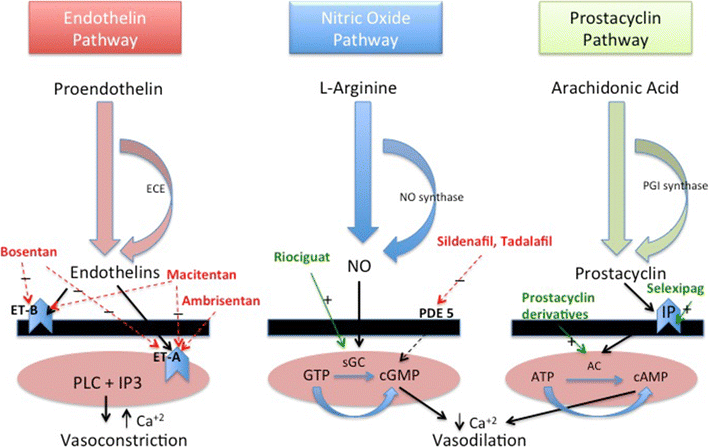 Endothelin
Pathway
Proendothelin
ECE
Bosentan
–
Endothelins
Macitentan
–
–
–
Ambrisentan
ET-B
ET-A
PLC + IP3
↑ Ca+2
Vasoconstriction
Nitric Oxide
Pathway
L-Arginine
NO synthase
Riociguat
NO
Sildenafil, Tadalafil
–
+
PDE 5
sGC
GTP
cGMP
↓ Ca+2
Vasodilation
Prostacyclin
Pathway
Arachidonic Acid
PGI synthase
Prostacyclin
Selexipag
Prostacyclin
derivatives
IP
+
+
AC
ATP
cAMP